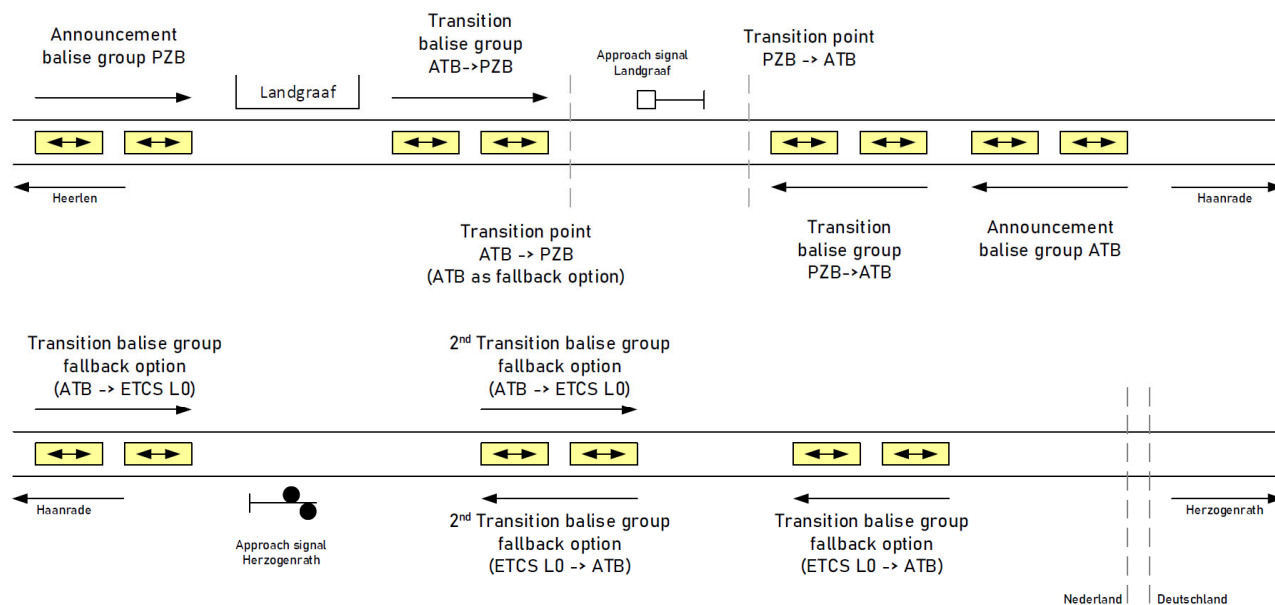 Announcement
balise group PZB
Landgraaf
Transition
balise group
ATB->PZB
Approach signal
Landgraaf
Transition point
PZB -> ATB
Heerlen
Haanrade
Transition point
ATB -> PZB
(ATB as fallback option)
Transition
balise group
PZB->ATB
Announcement
balise group ATB
Transition balise group
fallback option
(ATB -> ETCS L0)
2nd Transition balise group
fallback option
(ATB -> ETCS L0)
Haanrade
Approach signal
Herzogenrath
2nd Transition balise group
fallback option
(ETCS L0 -> ATB)
Transition balise group
fallback option
(ETCS L0 -> ATB)
Herzogenrath
Nederland
Deutschland